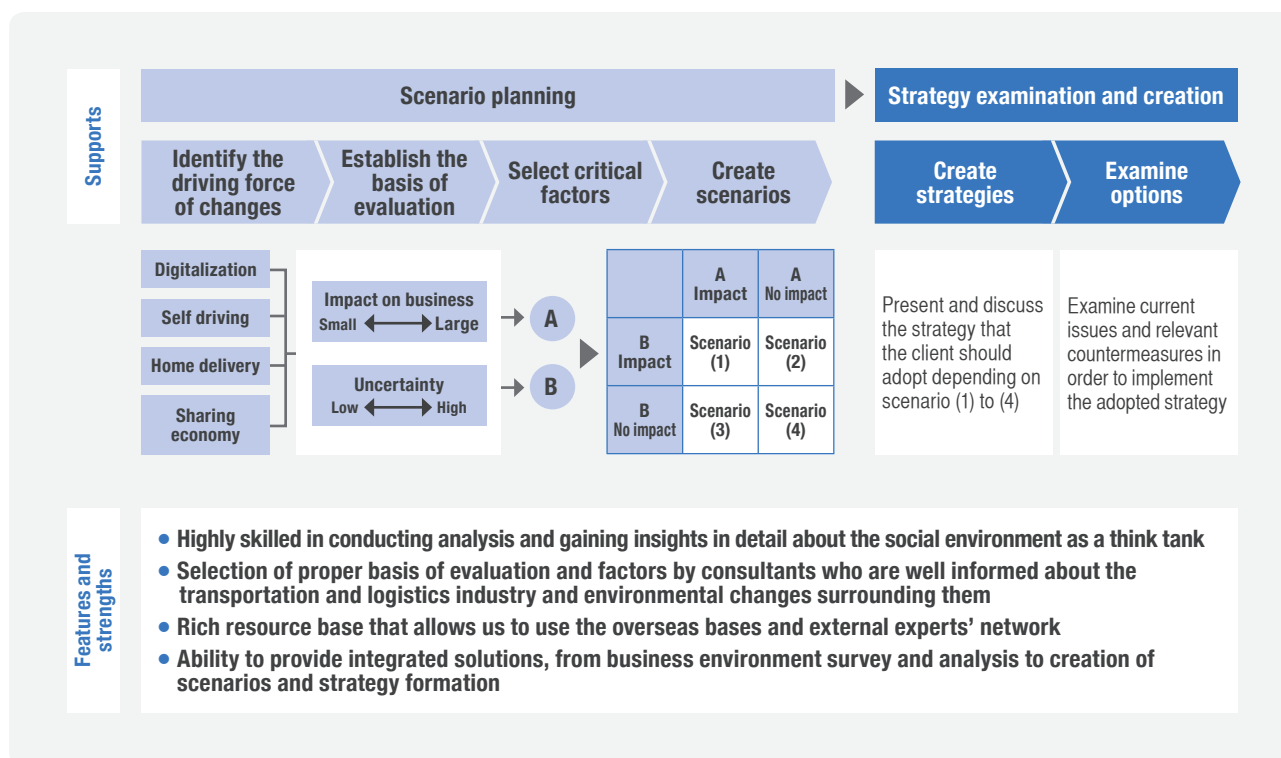 Supports
Scenario planning
Strategy examination and creation
Identify the
driving force
of changes
Establish the
basis of
evaluation
Select critical
factors
Create
scenarios
Create
strategies
Examine
options
Digitalization
Self driving
Home delivery
Sharing
economy
Impact on business
Small Large
Uncertainty
Low High
A
B
A
Impact
A
No impact
B
Impact
Scenario
(1)
Scenario
(2)
B
No impact
Scenario
(3)
Scenario
(4)
Present and discuss
the strategy that
the client should
adopt depending on
scenario (1) to (4)
Examine current
issues and relevant
countermeasures in
order to implement
the adopted strategy
Features and
strengths
• Highly skilled in conducting analysis and gaining insights in detail about the social environment as a think tank
• Selection of proper basis of evaluation and factors by consultants who are well informed about the
transportation and logistics industry and environmental changes surrounding them
• Rich resource base that allows us to use the overseas bases and external experts’ network
• Ability to provide integrated solutions, from business environment survey and analysis to creation of
scenarios and strategy formation